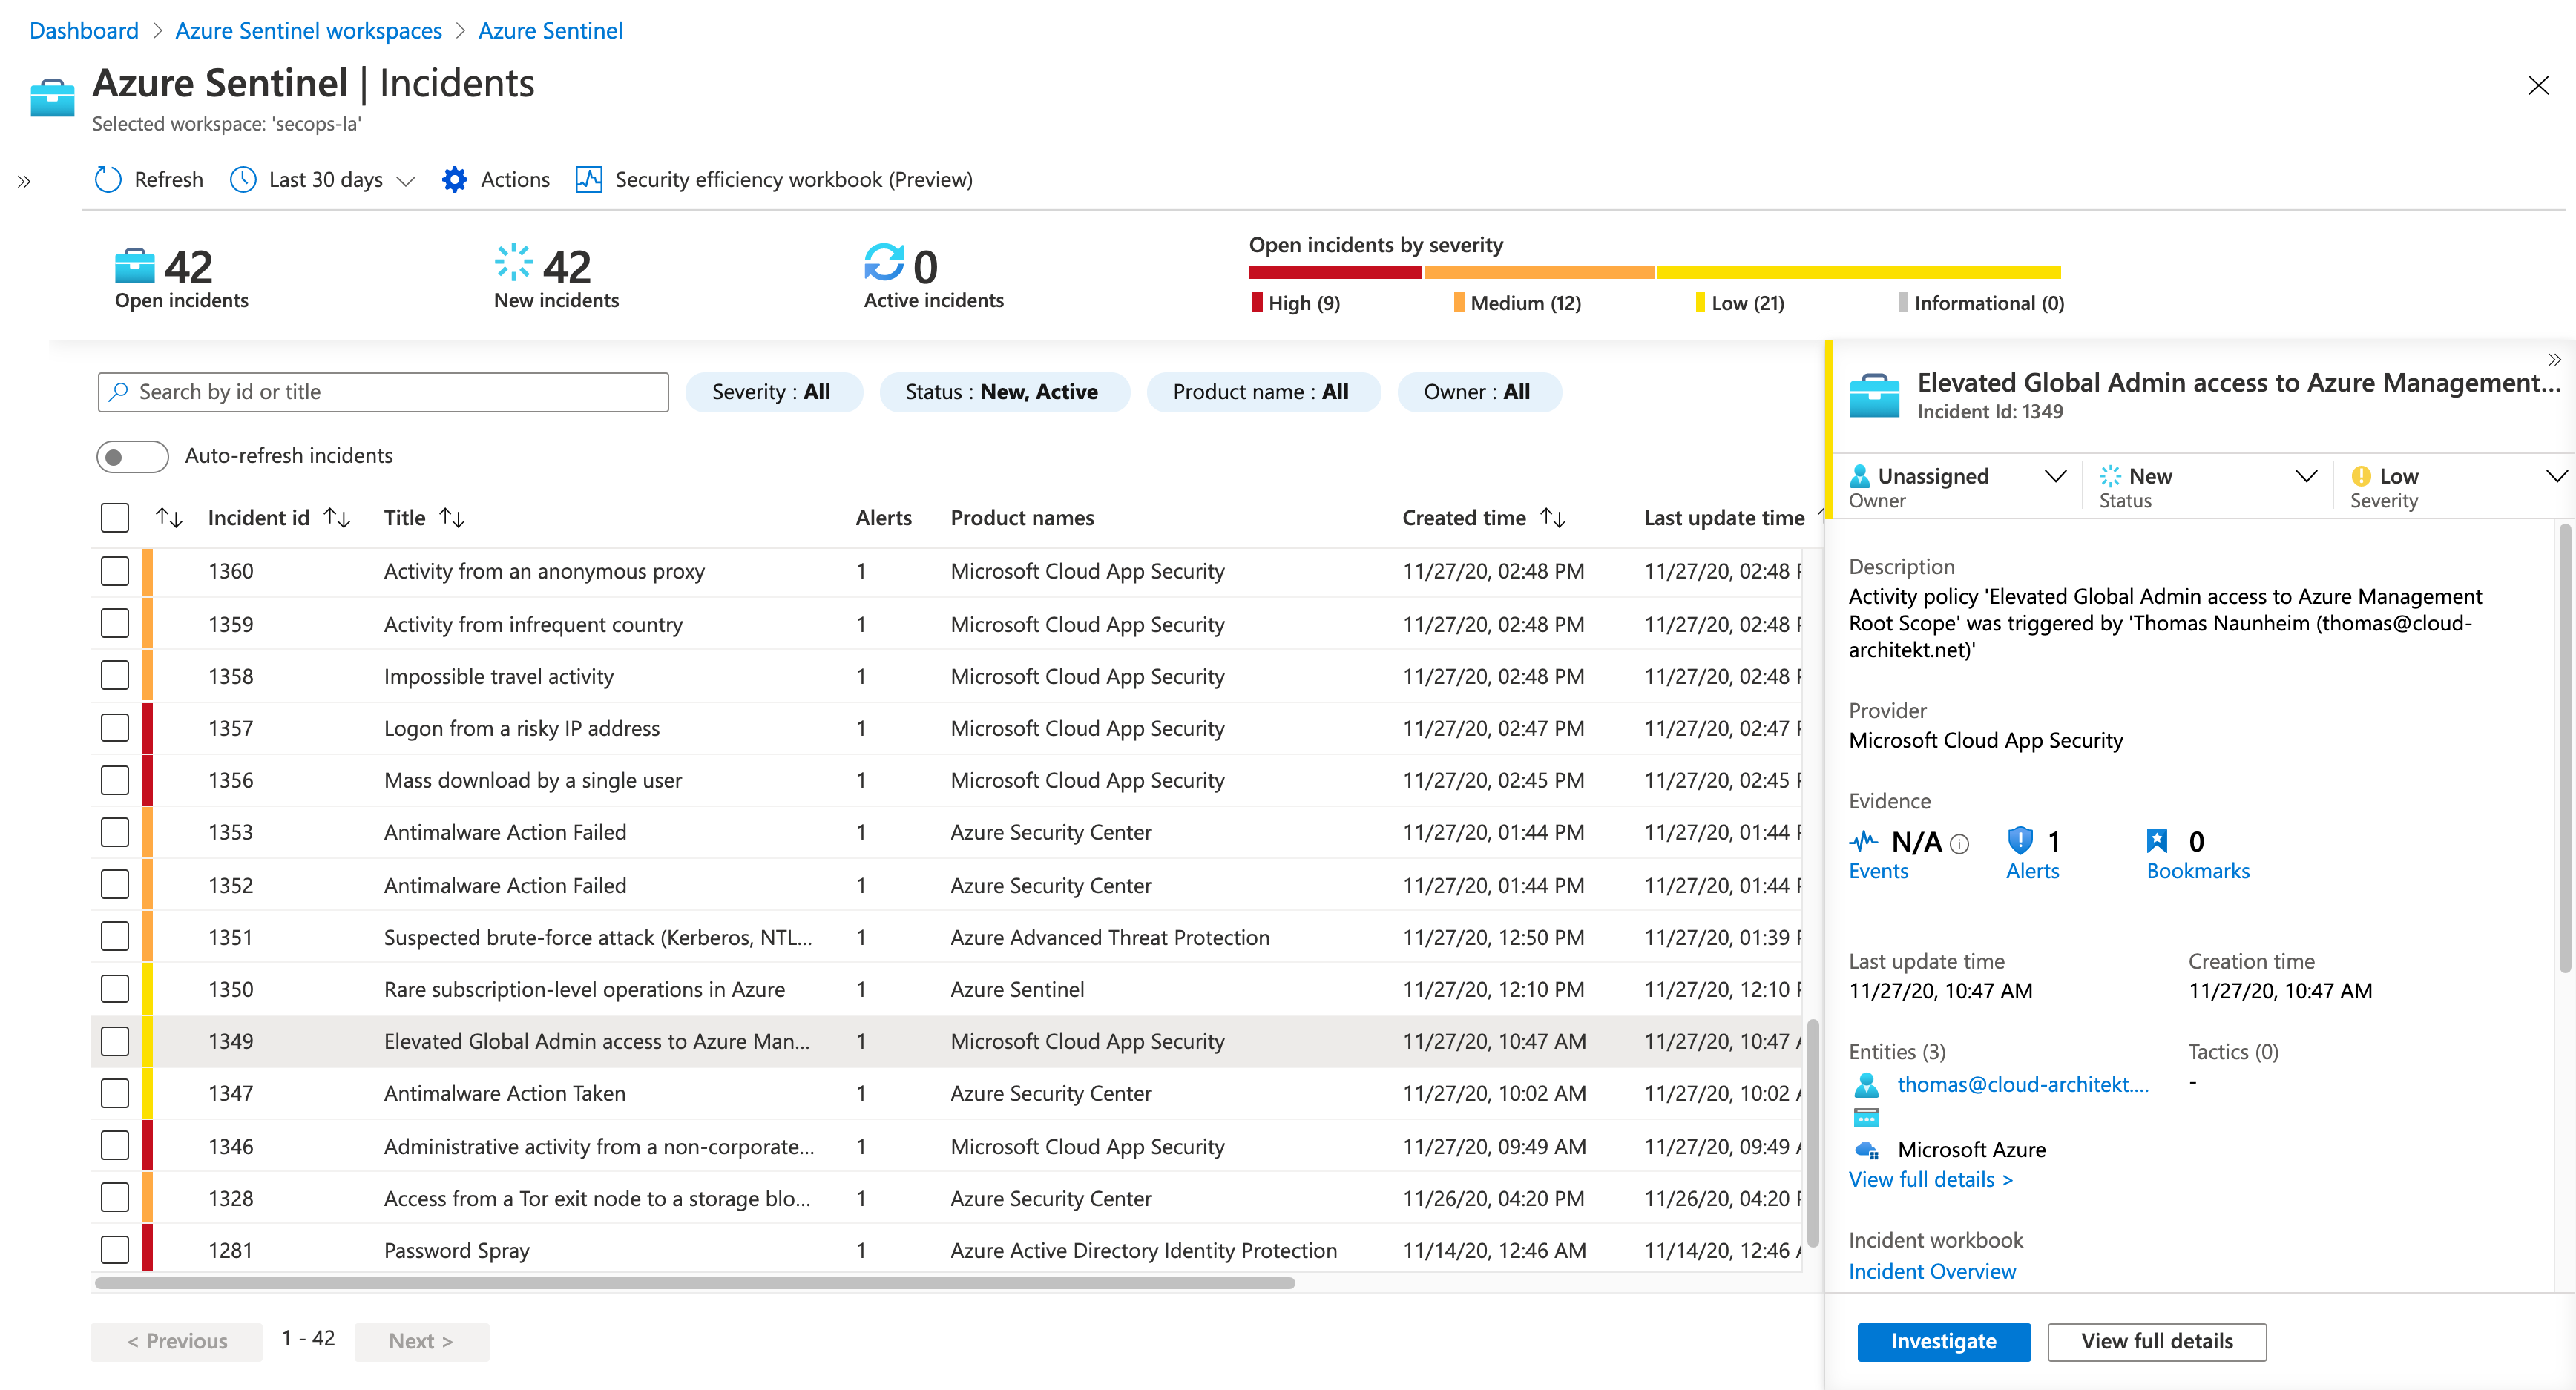 Dashboard > Azure Sentinel workspaces > Azure Sentinel
Azure Sentinel | Incidents
Selected workspace: 'secops-la'
Refresh Last 30 days Actions Security efficiency workbook (Preview)
42 Open incidents
42 New incidents
0 Active incidents
Open incidents by severity
High (9) Medium (12) Low (21) Informational (0)
Search by id or title Severity : All Status : New, Active Product name : All Owner : All
Auto-refresh incidents
Incident id Title Alerts Product names Created time Last update time
1360 Activity from an anonymous proxy 1 Microsoft Cloud App Security 11/27/20, 02:48 PM 11/27/20, 02:48
1359 Activity from infrequent country 1 Microsoft Cloud App Security 11/27/20, 02:48 PM 11/27/20, 02:48
1358 Impossible travel activity 1 Microsoft Cloud App Security 11/27/20, 02:48 PM 11/27/20, 02:48
1357 Logon from a risky IP address 1 Microsoft Cloud App Security 11/27/20, 02:47 PM 11/27/20, 02:47
1356 Mass download by a single user 1 Microsoft Cloud App Security 11/27/20, 02:45 PM 11/27/20, 02:45
1353 Antimalware Action Failed 1 Azure Security Center 11/27/20, 01:44 PM 11/27/20, 01:44
1352 Antimalware Action Failed 1 Azure Security Center 11/27/20, 01:44 PM 11/27/20, 01:44
1351 Suspected brute-force attack (Kerberos, NTL... 1 Azure Advanced Threat Protection 11/27/20, 12:50 PM 11/27/20, 01:39
1350 Rare subscription-level operations in Azure 1 Azure Sentinel 11/27/20, 12:10 PM 11/27/20, 12:10
1349 Elevated Global Admin access to Azure Man... 1 Microsoft Cloud App Security 11/27/20, 10:47 AM 11/27/20, 10:47
1347 Antimalware Action Taken 1 Azure Security Center 11/27/20, 10:02 AM 11/27/20, 10:02
1346 Administrative activity from a non-corporate... 1 Microsoft Cloud App Security 11/27/20, 09:49 AM 11/27/20, 09:49
1328 Access from a Tor exit node to a storage blo... 1 Azure Security Center 11/26/20, 04:20 PM 11/26/20, 04:20
1281 Password Spray 1 Azure Active Directory Identity Protection 11/14/20, 12:46 AM 11/14/20, 12:46
< Previous 1 - 42 Next >
Elevated Global Admin access to Azure Management...
Incident Id: 1349
Unassigned New Low
Owner Status Severity
Description
Activity policy 'Elevated Global Admin access to Azure Management
Root Scope' was triggered by 'Thomas Naunheim (thomas@cloud-
architekt.net)'
Provider
Microsoft Cloud App Security
Evidence
N/A 1 0
Events Alerts Bookmarks
Last update time Creation time
11/27/20, 10:47 AM 11/27/20, 10:47 AM
Entities (3) Tactics (0)
thomas@cloud-architekt.... -
Microsoft Azure
View full details >
Incident workbook
Incident Overview
Investigate View full details